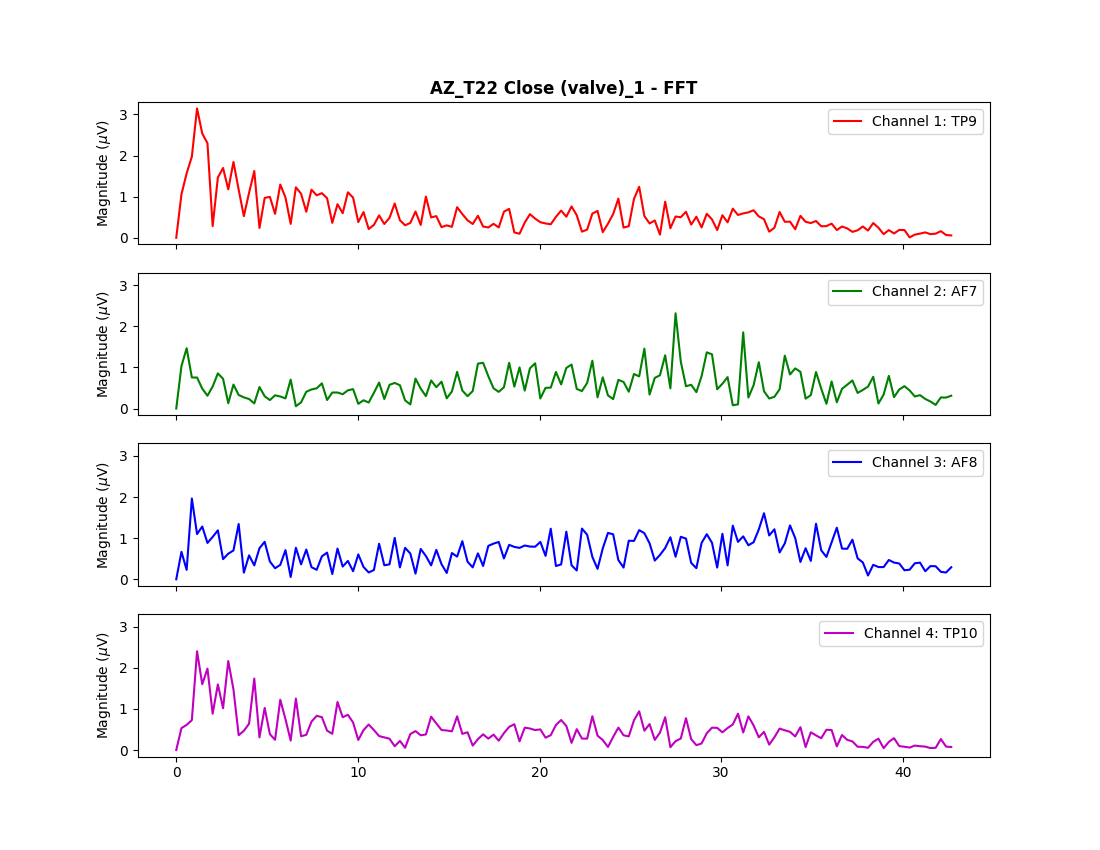 AZ_T22 Close (valve)_1 - FFT
3
2
1
0
Magnitude (μV)
Channel 1: TP9
3
2
1
0
Magnitude (μV)
Channel 2: AF7
3
2
1
0
Magnitude (μV)
Channel 3: AF8
3
2
1
0
Magnitude (μV)
Channel 4: TP10
0 10 20 30 40